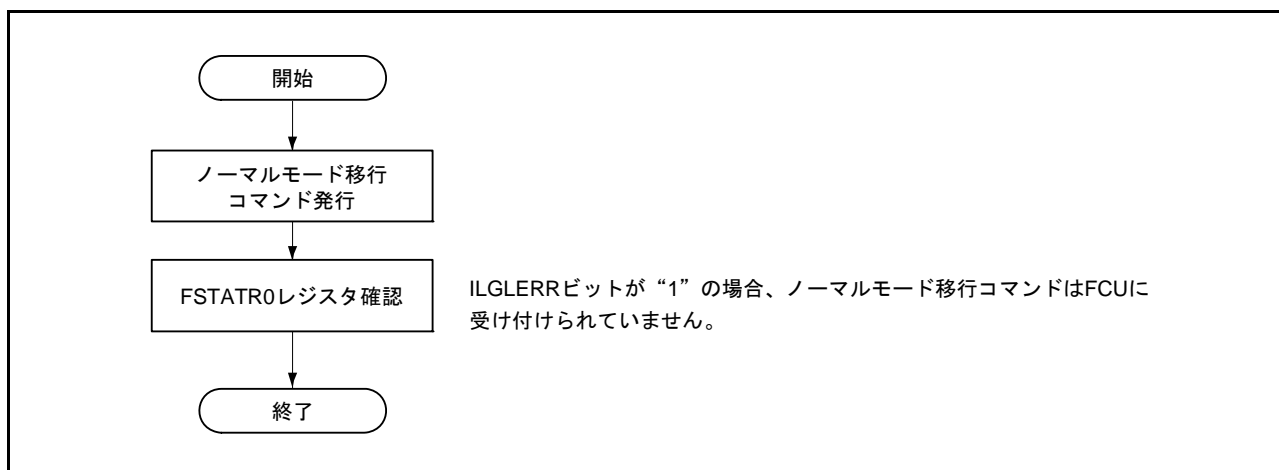 開始
ノーマルモード移行
コマンド発行
FSTATR0レジスタ確認
ILGLERRビットが“1”の場合、ノーマルモード移行コマンドはFCUに
受け付けられていません。
終了